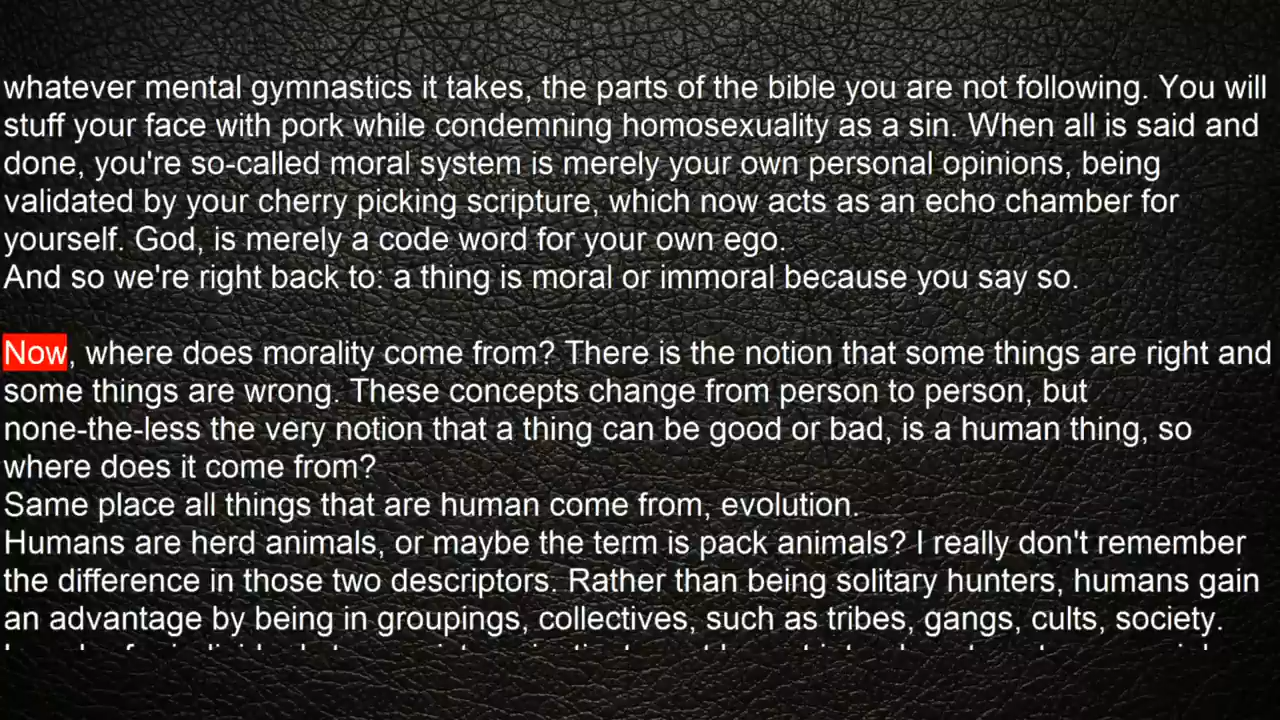 whatever mental gymnastics it takes, the parts of the bible you are not following. You will
stuff your face with pork while condemning homosexuality as a sin. When all is said and
done, you're so-called moral system is merely your own personal opinions, being
validated by your cherry picking scripture, which now acts as an echo chamber for
yourself. God, is merely a code word for your own ego.
And so we're right back to: a thing is moral or immoral because you say so.
Now, where does morality come from? There is the notion that some things are right and
some things are wrong. These concepts change from person to person, but
none-the-less the very notion that a thing can be good or bad, is a human thing, so
where does it come from?
Same place all things that are human come from, evolution.
Humans are herd animals, or maybe the term is pack animals? I really don't remember
the difference in those two descriptors. Rather than being solitary hunters, humans gain
an advantage by being in groupings, collectives, such as tribes, gangs, cults, society.